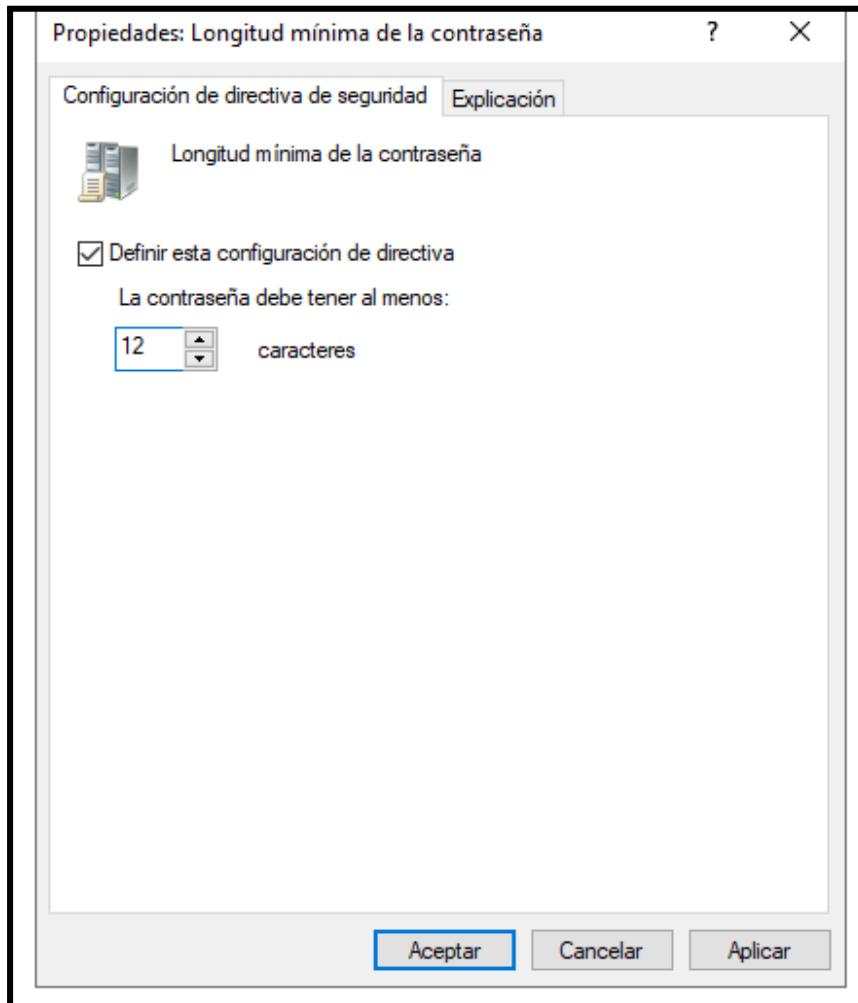 Propiedades: Longitud mínima de la contraseña ? X
Configuración de directiva de seguridad Explicación
Longitud mínima de la contraseña
Definir esta configuración de directiva
La contraseña debe tener al menos:
12 caracteres
Aceptar Cancelar Aplicar